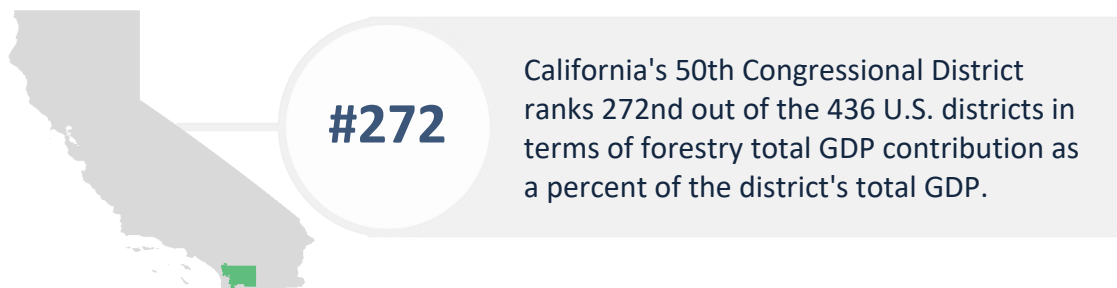 #272
California's 50th Congressional District
ranks 272nd out of the 436 U.S. districts in
terms of forestry total GDP contribution as
a percent of the district's total GDP.